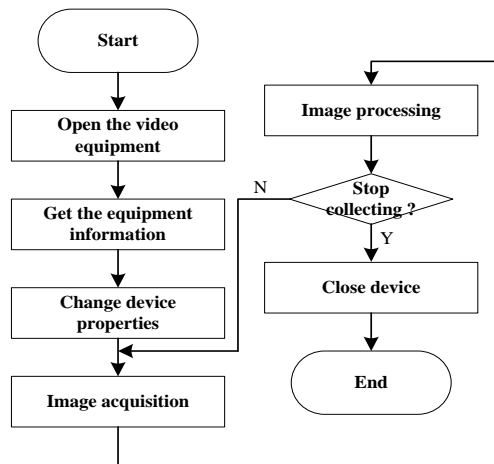 Start
Open the video
equipment
Get the equipment
information
Change device
properties
Image acquisition
Image processing
N
Stop
collecting ?
Y
Close device
End